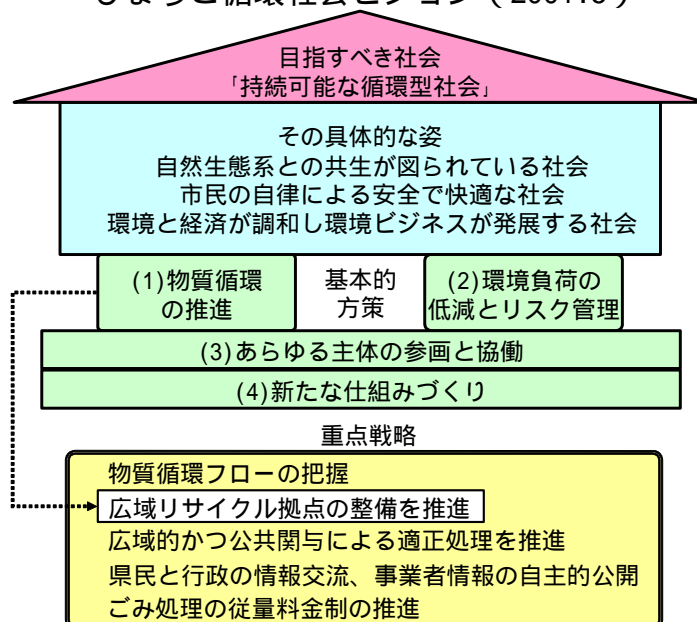 ひょうご循環社会ビジョン(2001.5)
目指すべき社会
「持続可能な循環型社会」
その具体的な姿
自然生態系との共生が図られている社会
市民の自律による安全で快適な社会
環境と経済が調和し環境ビジネスが発展する社会
(1)物質循環
の推進
基本的
方策
(2)環境負荷の
低減とリスク管理
(3)あらゆる主体の参画と協働
(4)新たな仕組みづくり
重点戦略
物質循環フローの把握
広域リサイクル拠点の整備を推進
広域的かつ公共関与による適正処理を推進
県民と行政の情報交流、事業者情報の自主的公開
ごみ処理の従量料金制の推進